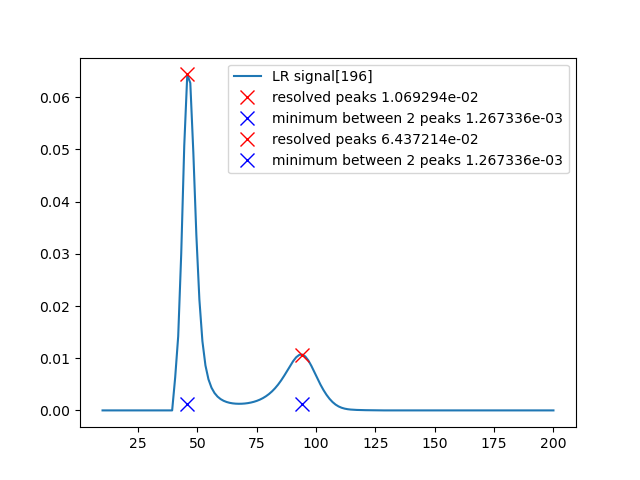 LR signal[196]
resolved peaks 1.069294e-02
minimum between 2 peaks 1.267336e-03
resolved peaks 6.437214e-02
minimum between 2 peaks 1.267336e-03
0.06
0.05
0.04
0.03
0.02
0.01
0.00
25 50 75 100 125 150 175 200